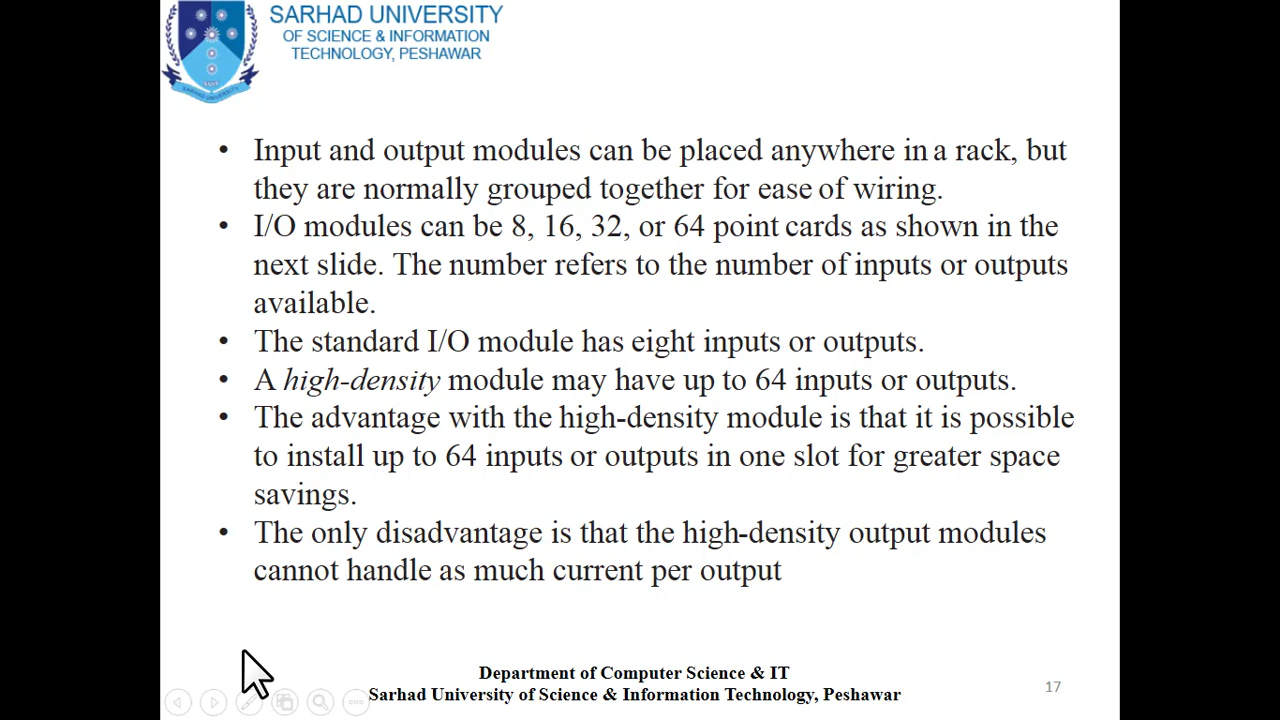 SARHAD UNIVERSITY
OF SCIENCE & INFORMATION
TECHNOLOGY, PESHAWAR
• Input and output modules can be placed anywhere in a rack, but
they are normally grouped together for ease of wiring.
• I/O modules can be 8, 16, 32, or 64 point cards as shown in the
next slide. The number refers to the number of inputs or outputs
available.
• The standard I/O module has eight inputs or outputs.
• A high-density module may have up to 64 inputs or outputs.
• The advantage with the high-density module is that it is possible
to install up to 64 inputs or outputs in one slot for greater space
savings.
• The only disadvantage is that the high-density output modules
cannot handle as much current per output
Department of Computer Science & IT
Sarhad University of Science & Information Technology, Peshawar
17